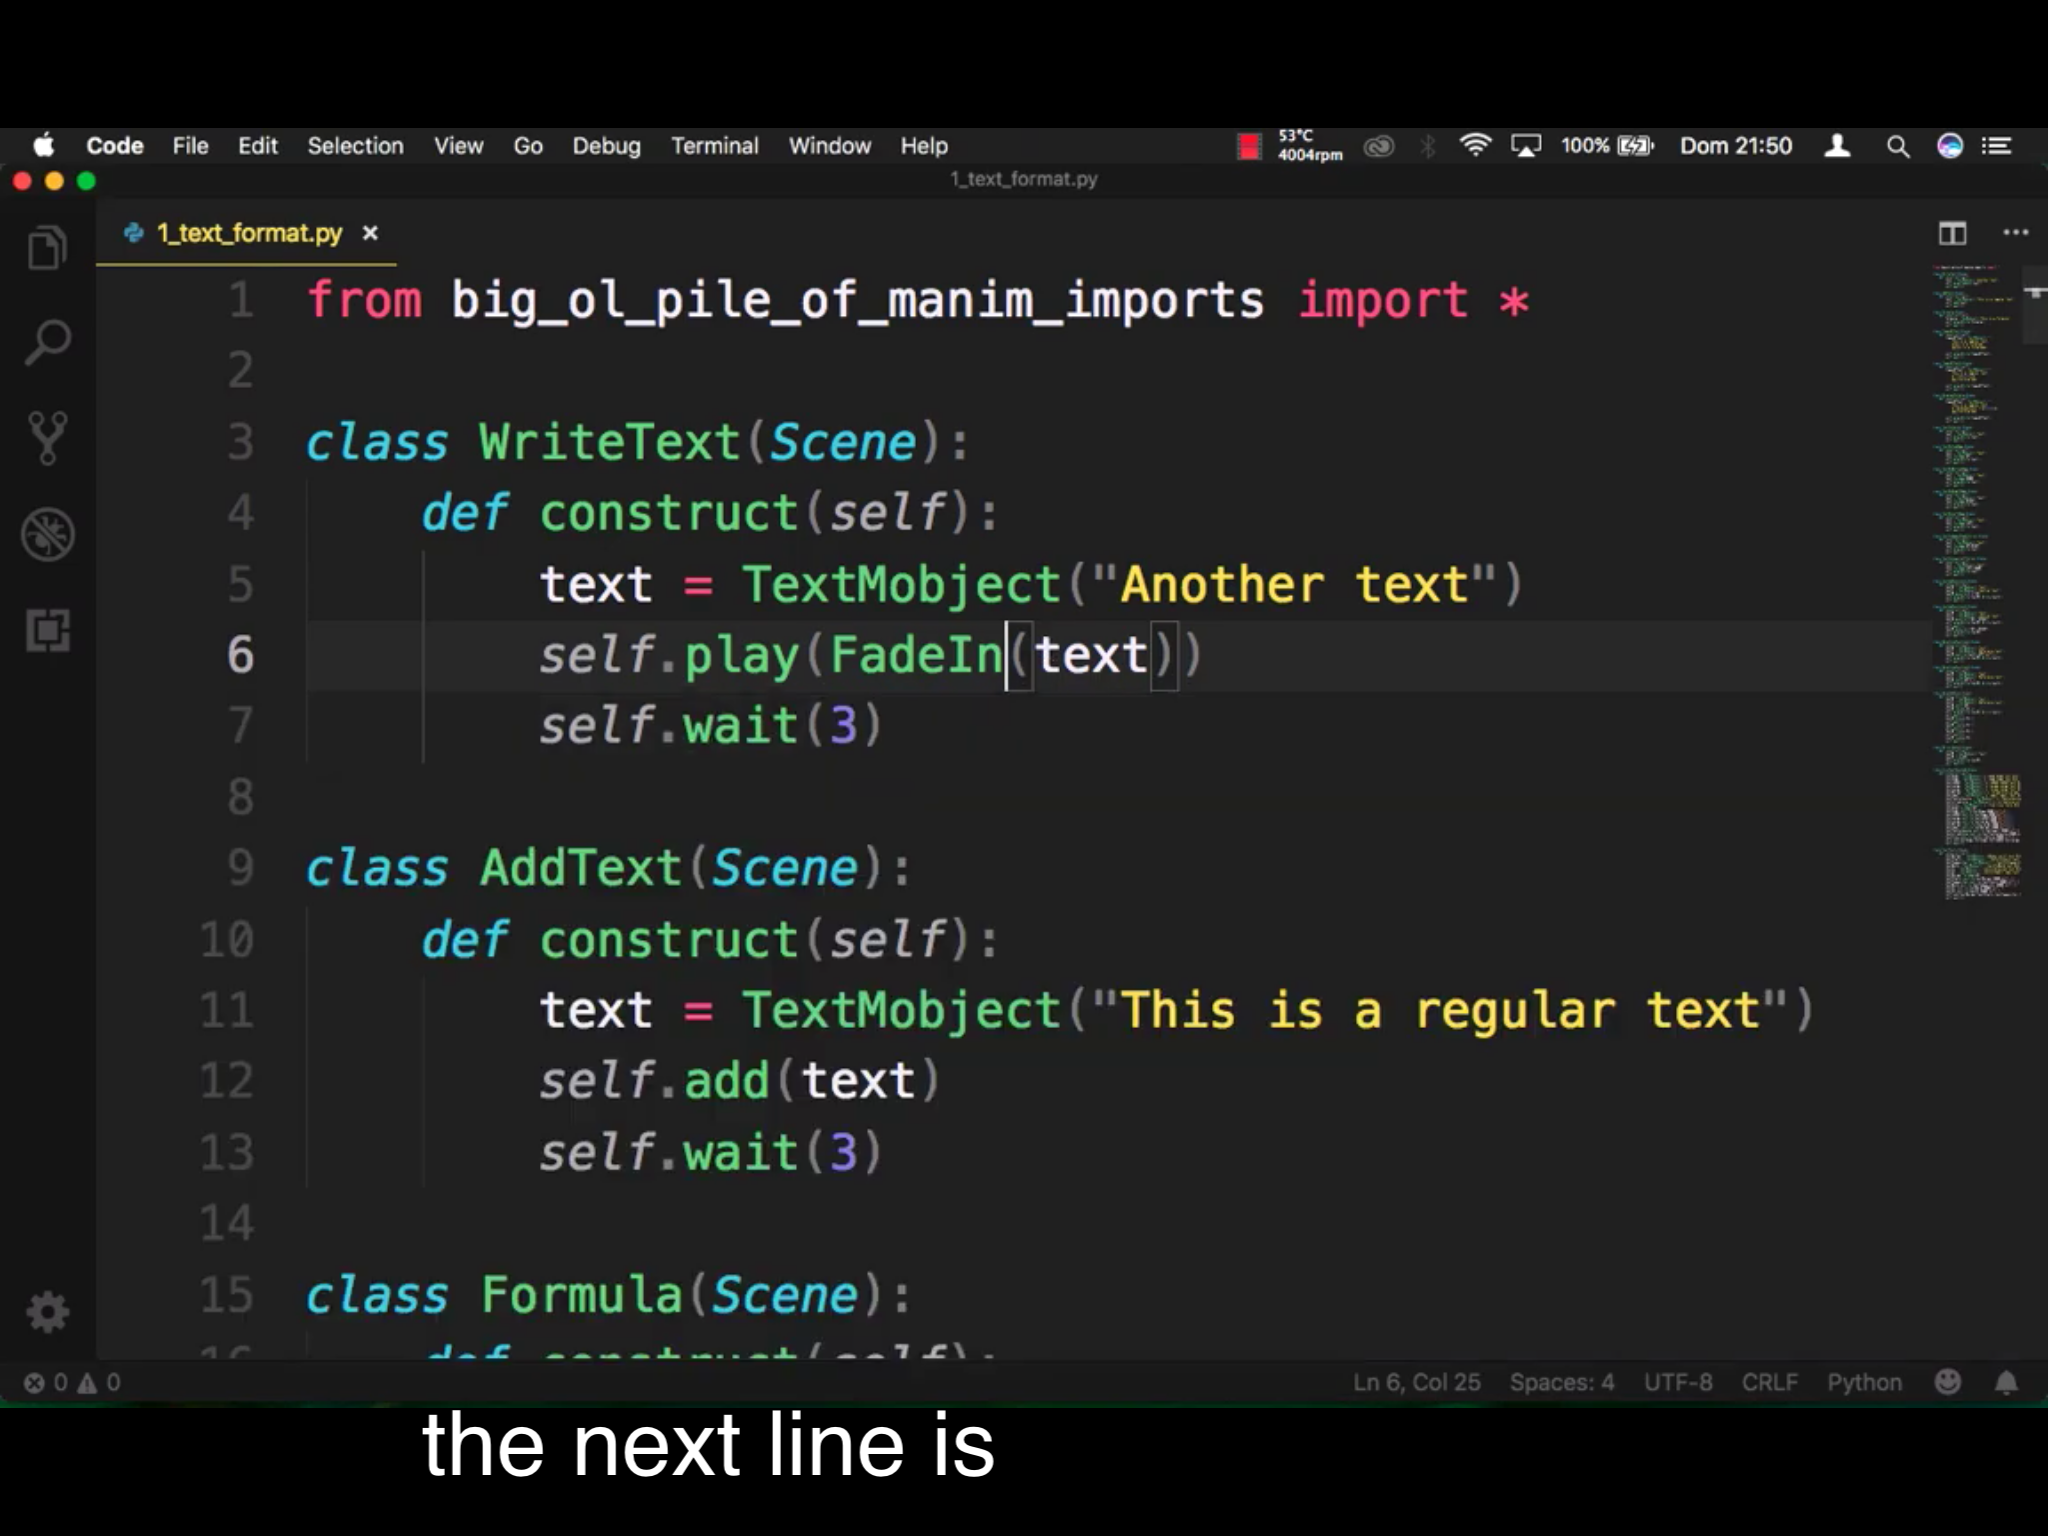 Code File Edit Selection View Go Debug Terminal Window Help 53°C 4004rpm 100% Dom 21:50
1_text_format.py
1_text_format.py ×
1 from big_ol_pile_of_manim_imports import *
2
3 class WriteText(Scene):
4 def construct(self):
5 text = TextMobject("Another text")
6 self.play(FadeIn(text))
7 self.wait(3)
8
9 class AddText(Scene):
10 def construct(self):
11 text = TextMobject("This is a regular text")
12 self.add(text)
13 self.wait(3)
14
15 class Formula(Scene):
16 def construct(self):
0 0 Ln 6, Col 25 Spaces: 4 UTF-8 CRLF Python
the next line is